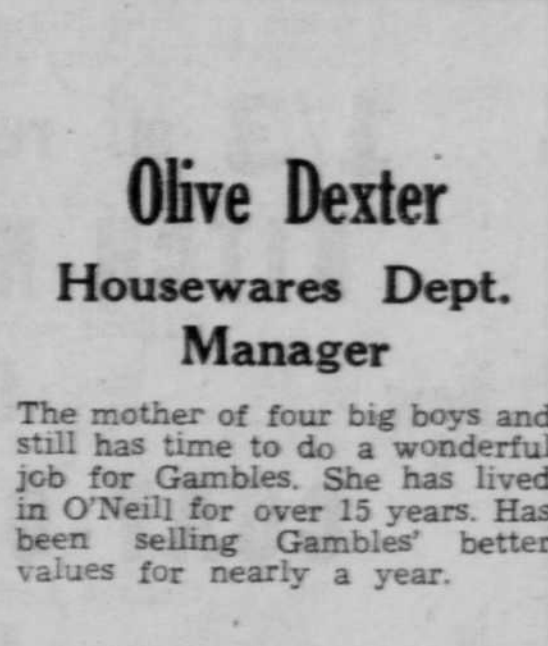 Olive Dexter
Housewares Dept.
Manager
The mother of four big boys and
still has time to do a wonderful
job for Gambles. She has lived
in O'Neill for over 15 years. Has
been selling Gambles' better
values for nearly a year.